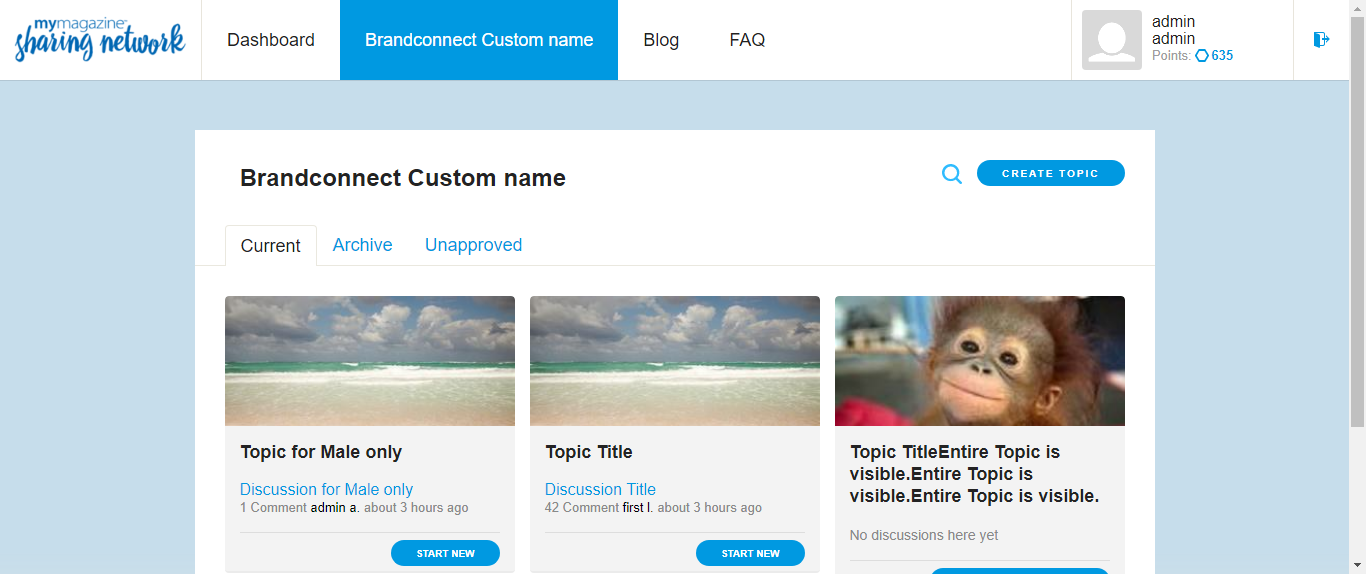 mymagazine
sharing network
Dashboard
Brandconnect Custom name
Blog
FAQ
admin
admin
Points: 635
Brandconnect Custom name
CREATE TOPIC
Current
Archive
Unapproved
Topic for Male only
Discussion for Male only
1 Comment admin a. about 3 hours ago
START NEW
Topic Title
Discussion Title
42 Comment first l. about 3 hours ago
START NEW
Topic TitleEntire Topic is
visible.Entire Topic is
visible.Entire Topic is visible.
No discussions here yet